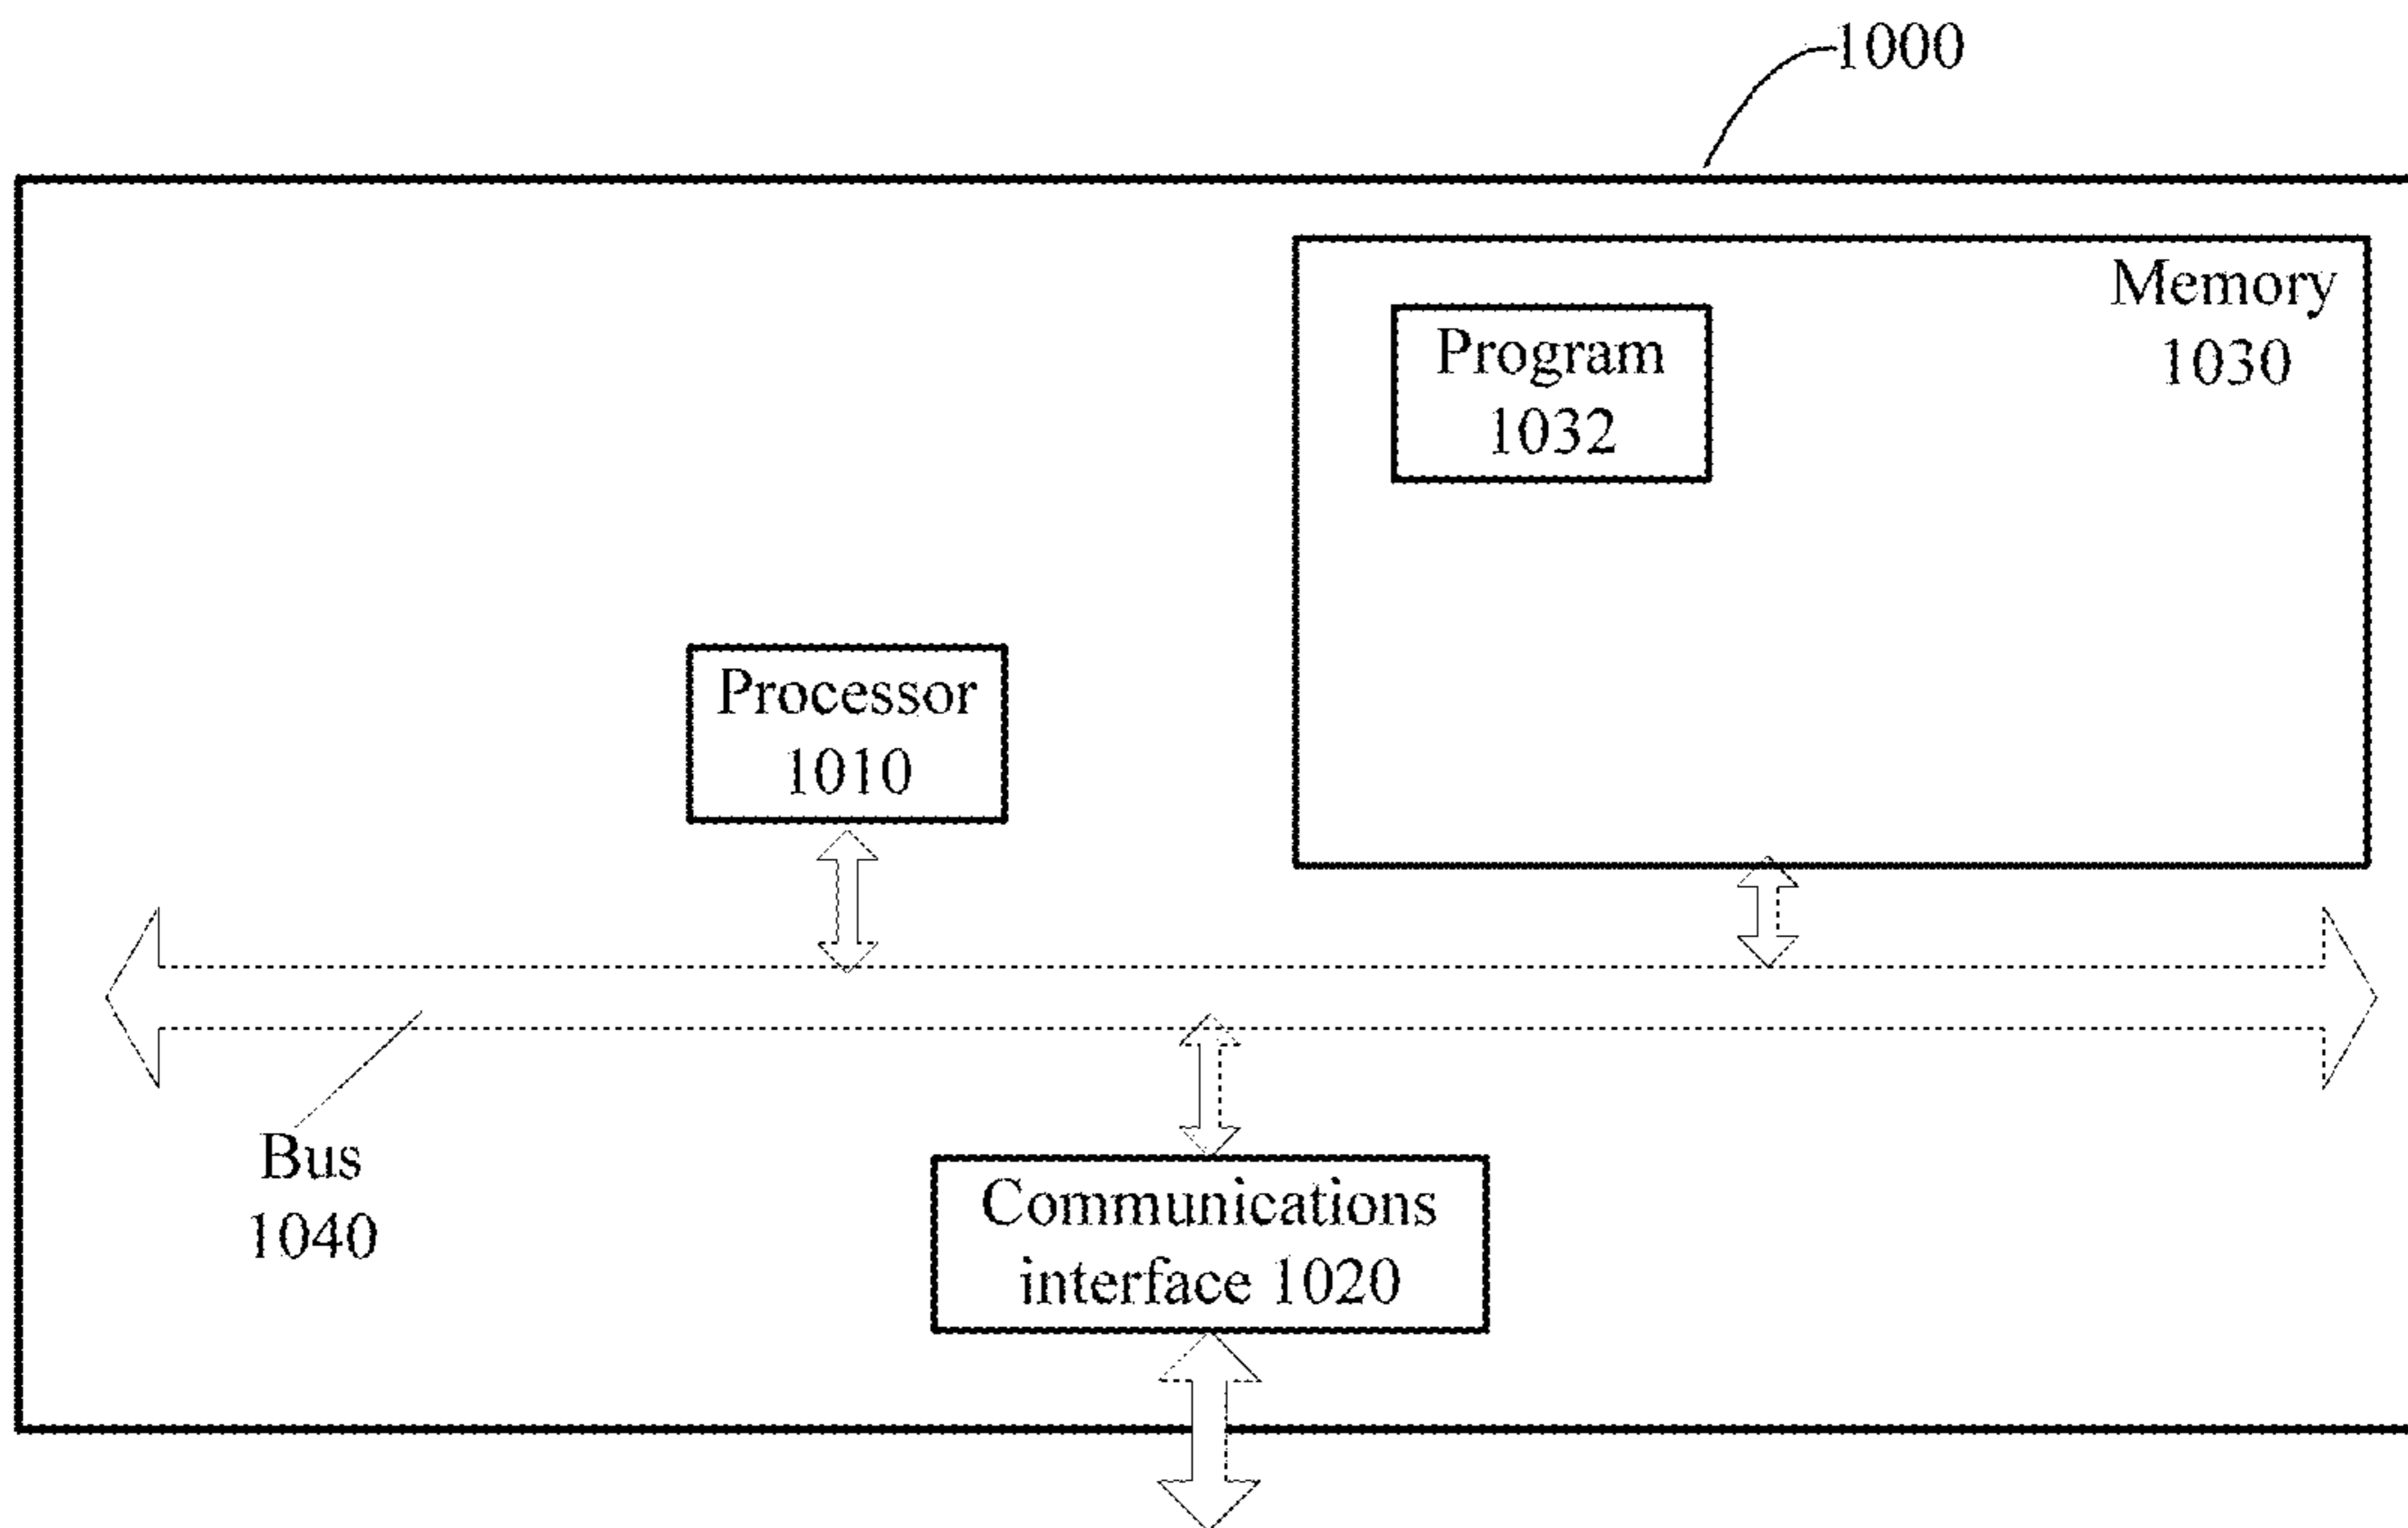 1000
Memory
1030
Program
1032
Processor
1010
Bus
1040
Communications
interface 1020